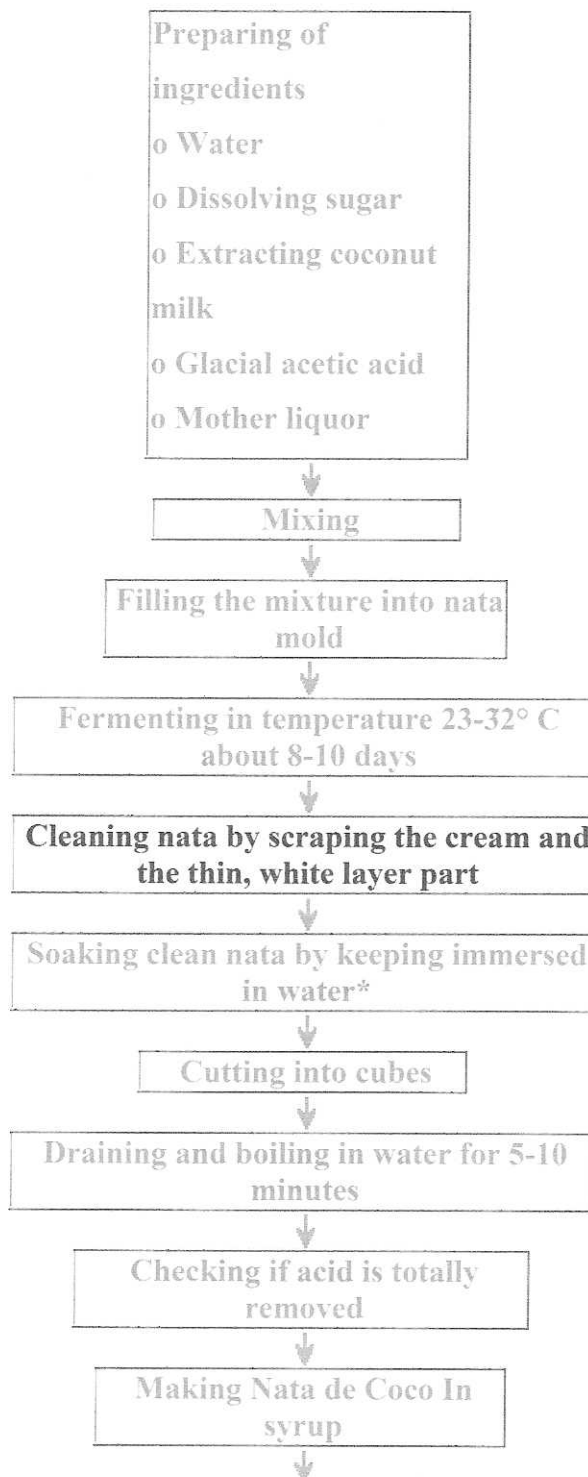 Preparing of
ingredients
o Water
o Dissolving sugar
o Extracting coconut
milk
o Glacial acetic acid
o Mother liquor
Mixing
Filling the mixture into nata
mold
Fermenting in temperature 23-32° C
about 8-10 days
Cleaning nata by scraping the cream and
the thin, white layer part
Soaking clean nata by keeping immersed
in water*
Cutting into cubes
Draining and boiling in water for 5-10
minutes
Checking if acid is totally
removed
Making Nata de Coco In
syrup